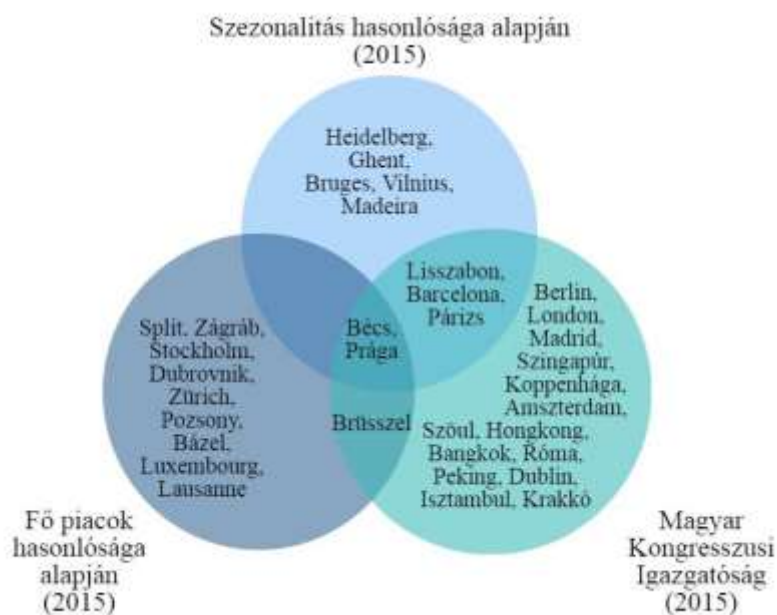 Szezonalitás hasonlósága alapján
(2015)
Heidelberg,
Ghent,
Bruges, Vilnius,
Madeira
Lisszabon,
Barcelona,
Párizs
Berlin,
London,
Madrid,
Szingapúr,
Koppenhága,
Amszterdam,
Szöul, Hongkong,
Bangkok, Róma,
Peking, Dublin,
Isztambul, Krakkó
Bécs,
Prága
Brüsszel
Split, Zágráb,
Stockholm,
Dubrovnik,
Zürich,
Pozsony,
Bázel,
Luxembourg,
Lausanne
Fő piacok
hasonlósága
alapján
(2015)
Magyar
Kongresszusi
Igazgatóság
(2015)